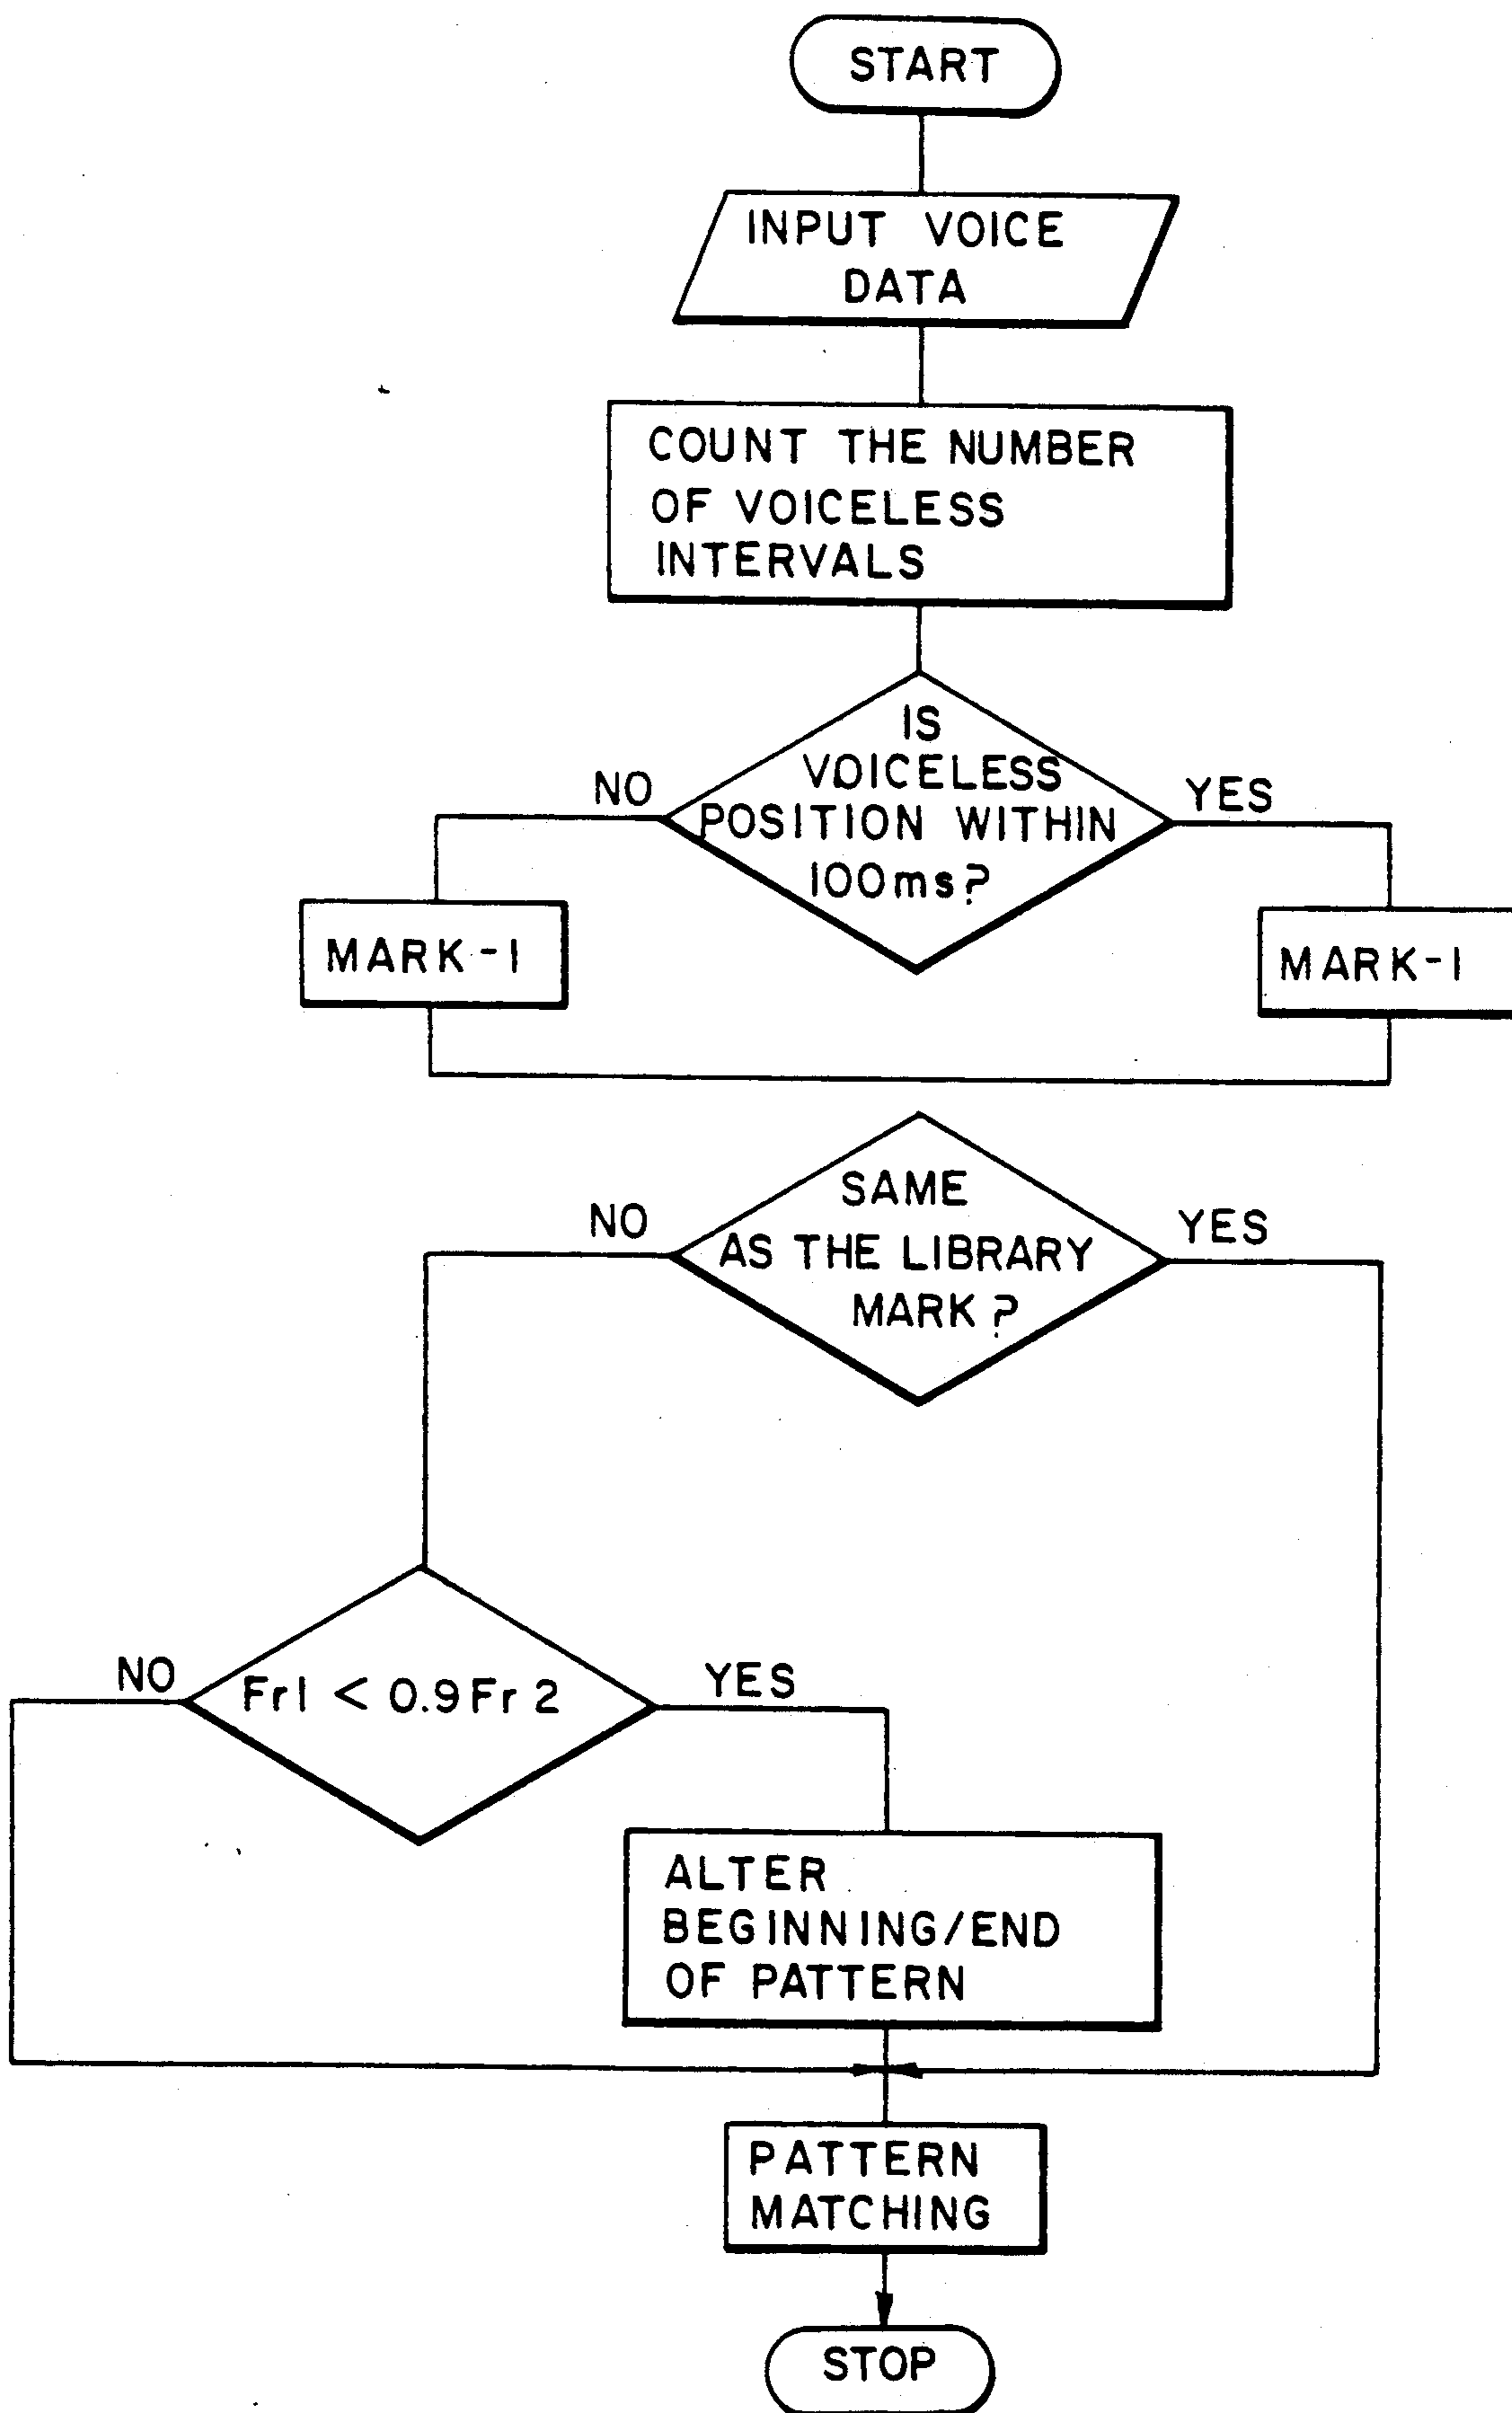 START
INPUT VOICE
DATA
COUNT THE NUMBER
OF VOICELESS
INTERVALS
IS
VOICELESS
POSITION WITHIN
100ms?
NO
YES
MARK-1
MARK-1
SAME
AS THE LIBRARY
MARK?
NO
YES
Fr1 < 0.9Fr2
NO
YES
ALTER
BEGINNING/END
OF PATTERN
PATTERN
MATCHING
STOP